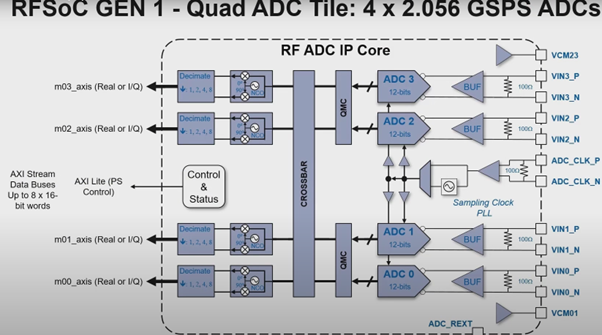 RFSoC GEN 1 - Quad ADC Tile: 4 x 2.056 GSPS ADCs
RF ADC IP Core
VCM23
m03_axis (Real or I/Q)
Decimate
1, 2, 4, 8
NCO
ADC 3
12-bits
BUF
100Ω
VIN3_P
VIN3_N
m02_axis (Real or I/Q)
Decimate
1, 2, 4, 8
QMC
ADC 2
12-bits
BUF
100Ω
VIN2_P
VIN2_N
AXI Stream
Data Buses
Up to 8 x 16-
bit words
AXI Lite (PS
Control)
Control
&
Status
CROSSBAR
100Ω
ADC_CLK_P
ADC_CLK_N
Sampling Clock
PLL
m01_axis (Real or I/Q)
Decimate
1, 2, 4, 8
QMC
ADC 1
12-bits
BUF
100Ω
VIN1_P
VIN1_N
m00_axis (Real or I/Q)
Decimate
1, 2, 4, 8
NCO
ADC 0
12-bits
BUF
100Ω
VIN0_P
VIN0_N
VCM01
ADC_REXT